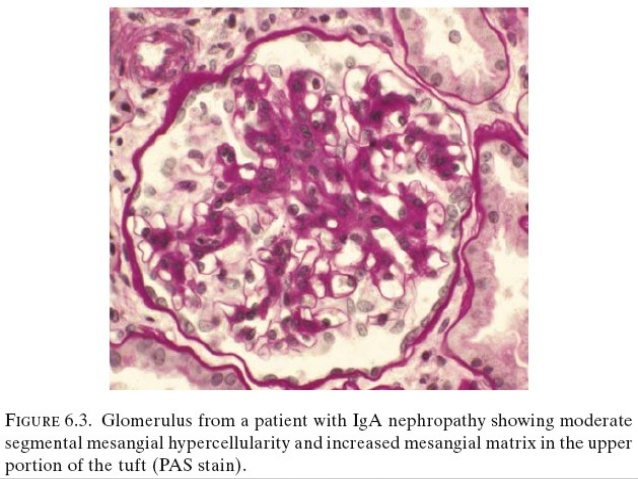 FIGURE 6.3. Glomerulus from a patient with IgA nephropathy showing moderate
segmental mesangial hypercellularity and increased mesangial matrix in the upper
portion of the tuft (PAS stain).